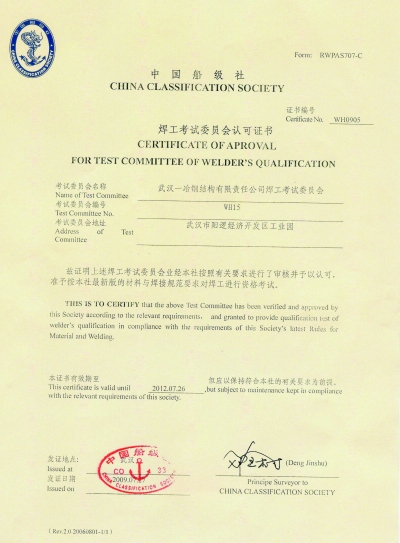 Form: RWPAS707-C
中国船级社
CHINA CLASSIFICATION SOCIETY
证书编号
Certificate No. WH0905
焊工考试委员会认可证书
CERTIFICATE OF APROVAL
FOR TEST COMMITTEE OF WELDER'S QUALIFICATION
考试委员会名称 武汉一冶钢结构有限责任公司焊工考试委员会
Name of Test Committee
考试委员会编号 WH15
Test Committee No.
考试委员会地址 武汉市阳逻经济开发区工业园
Address of Test
Committee
兹证明上述焊工考试委员会业经本社按照有关要求进行了审核并予以认可,
准予按本社最新版的材料与焊接规范要求对焊工进行资格考试.
THIS IS TO CERTIFY that the above Test Committee has been verified and approved by
this Society according to the relevant requirements, and granted to provide qualification test of
welder's qualification in compliance with the requirements of this Society's latest Rules for
Material and Welding.
本证书有效期至 但应以保持符合本社的有关要求为前提.
This certificate is valid until 2012.07.26 ,but subject to maintenance kept in compliance
with the relevant requirements of this society.
发证地点: 武汉
Issued at
发证日期
Issued on 2009.07
中国船级社
CO 23
CHINA CLASSIFICATION SOCIETY
(Deng Jinshu)
Principe Surveyor to
CHINA CLASSIFICATION SOCIETY
( Rev.2.0 20060801-1/1 )